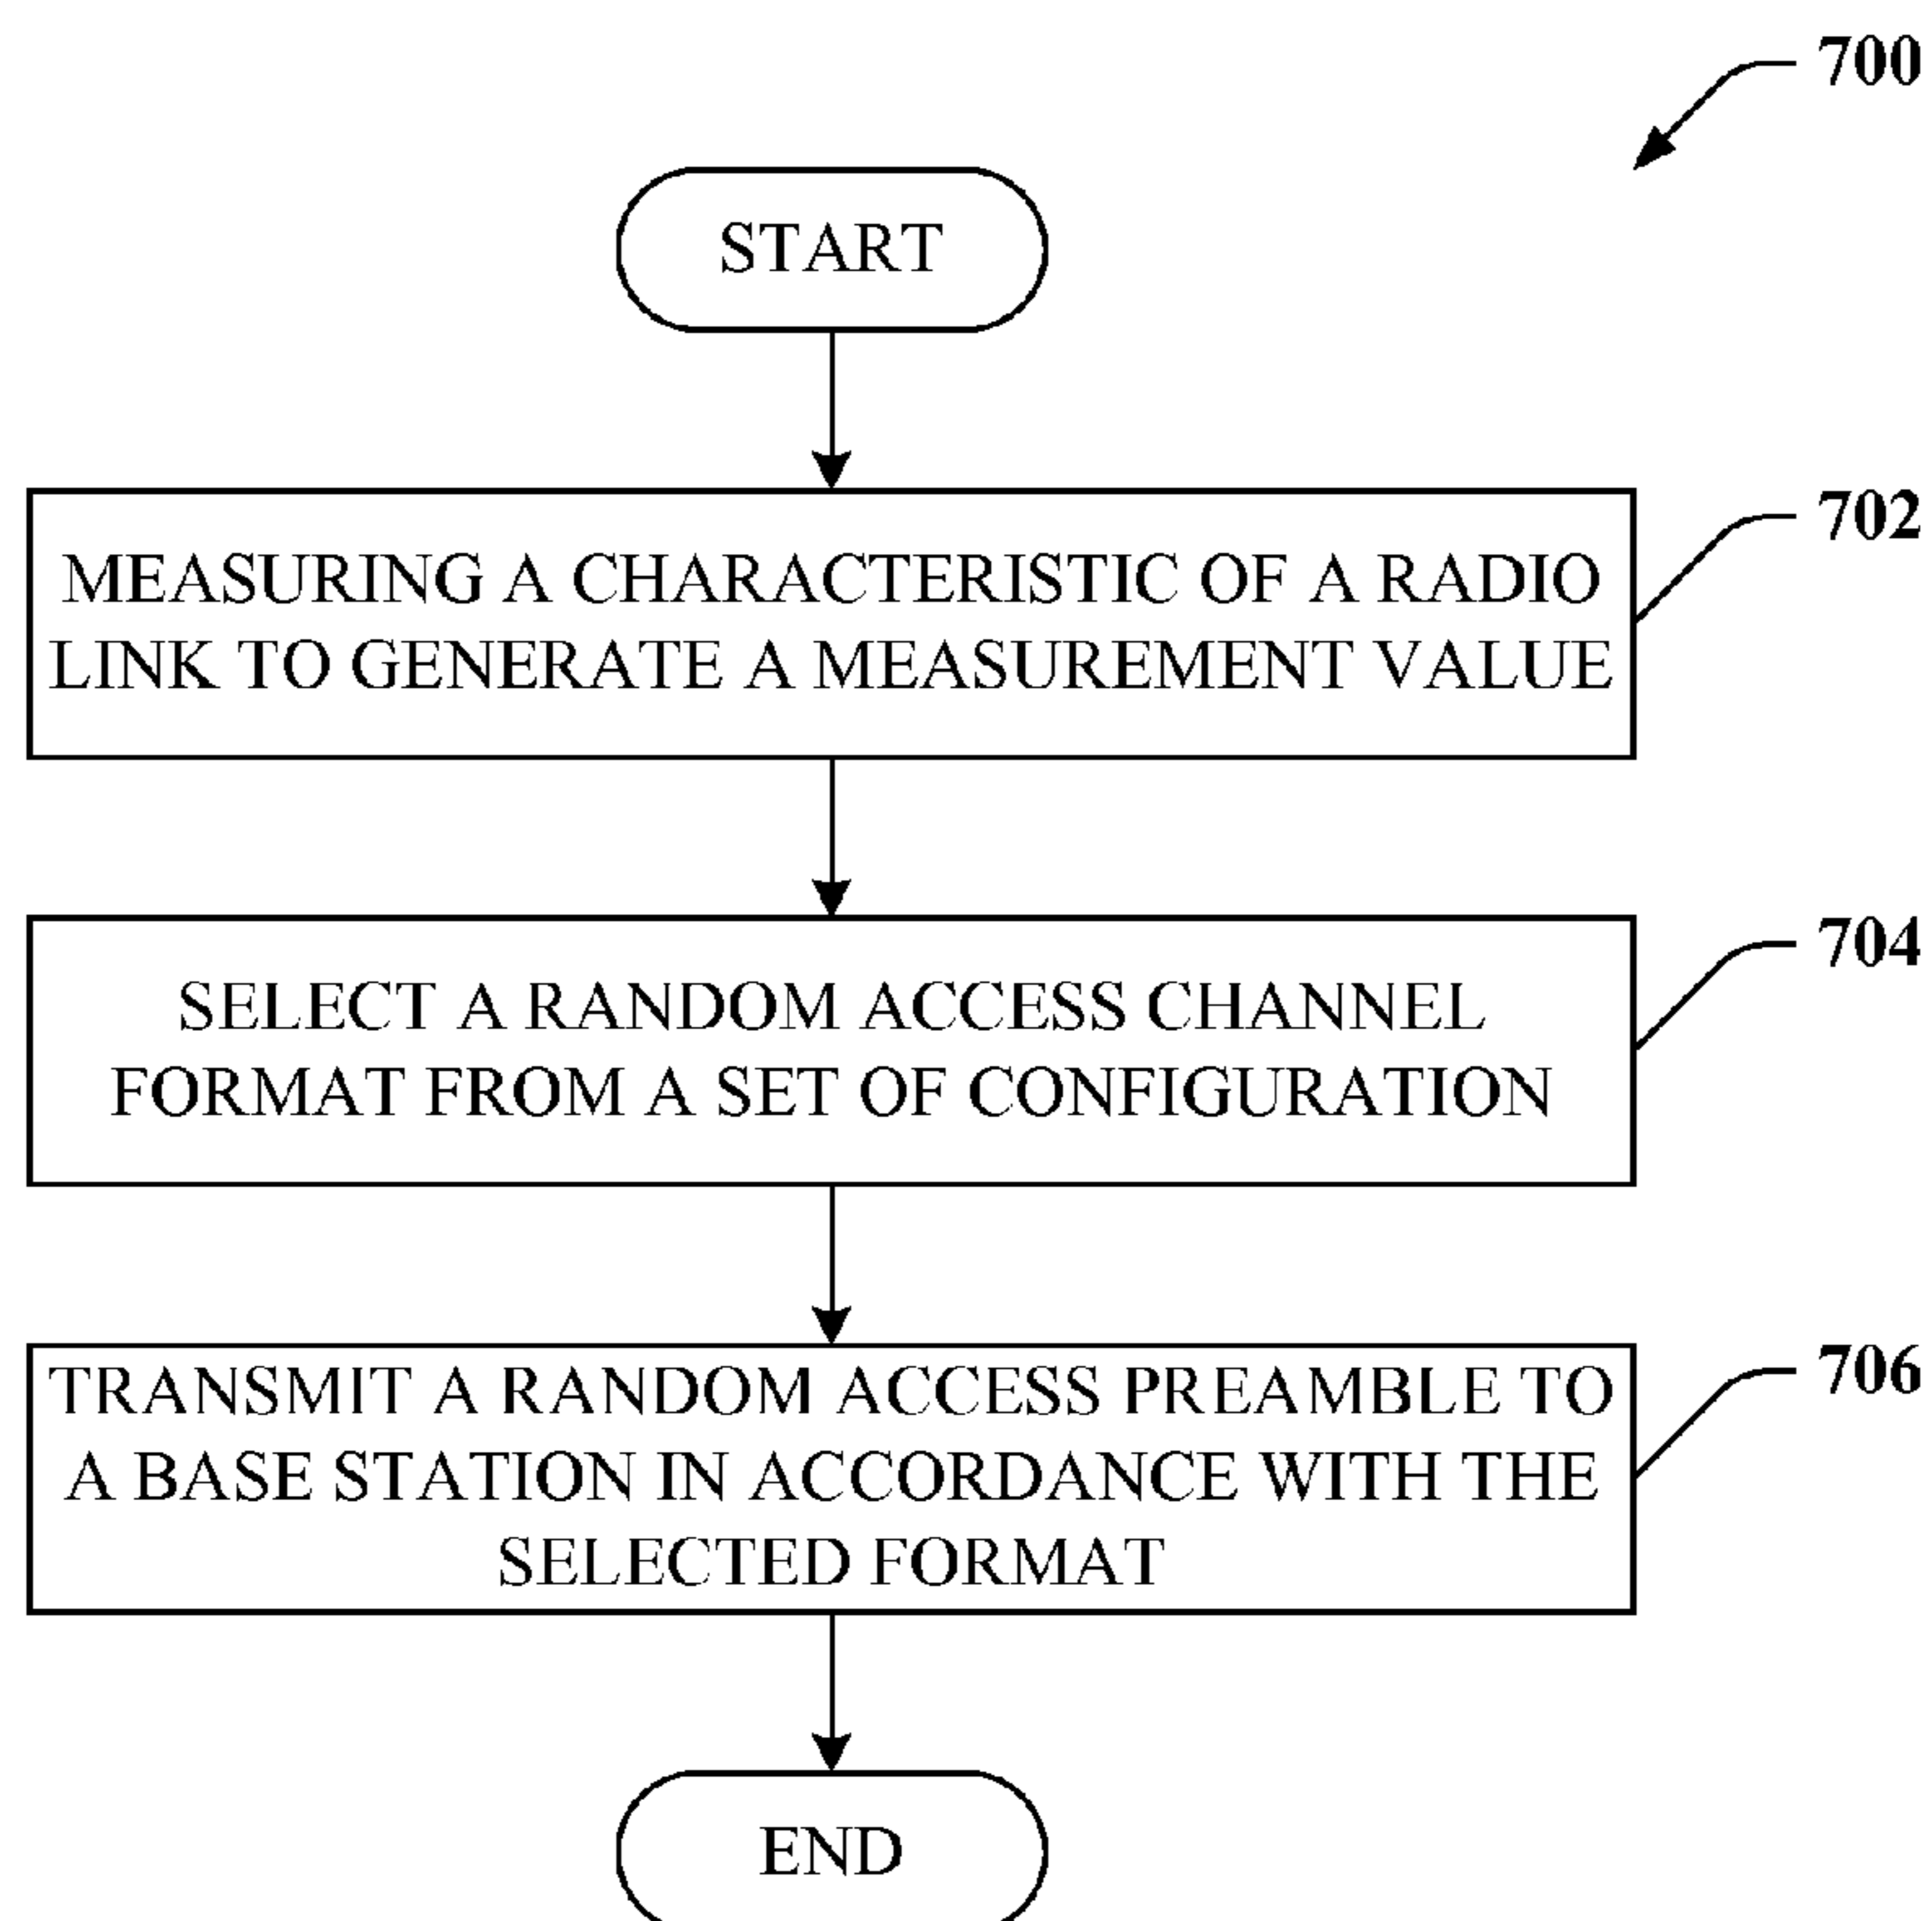 700
START
702
MEASURING A CHARACTERISTIC OF A RADIO
LINK TO GENERATE A MEASUREMENT VALUE
704
SELECT A RANDOM ACCESS CHANNEL
FORMAT FROM A SET OF CONFIGURATION
706
TRANSMIT A RANDOM ACCESS PREAMBLE TO
A BASE STATION IN ACCORDANCE WITH THE
SELECTED FORMAT
END